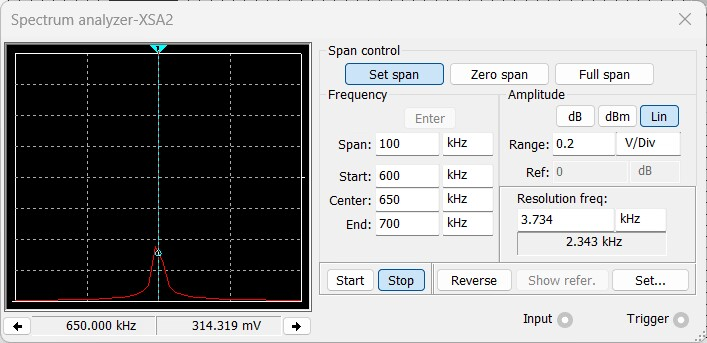 Spectrum analyzer-XSA2
1
Span control
Set span Zero span Full span
Frequency
Enter
Span: 100 kHz
Start: 600 kHz
Center: 650 kHz
End: 700 kHz
Amplitude
dB dBm Lin
Range: 0.2 V/Div
Ref: 0 dB
Resolution freq:
3.734 kHz
2.343 kHz
Start Stop Reverse Show refer. Set...
650.000 kHz 314.319 mV
Input Trigger